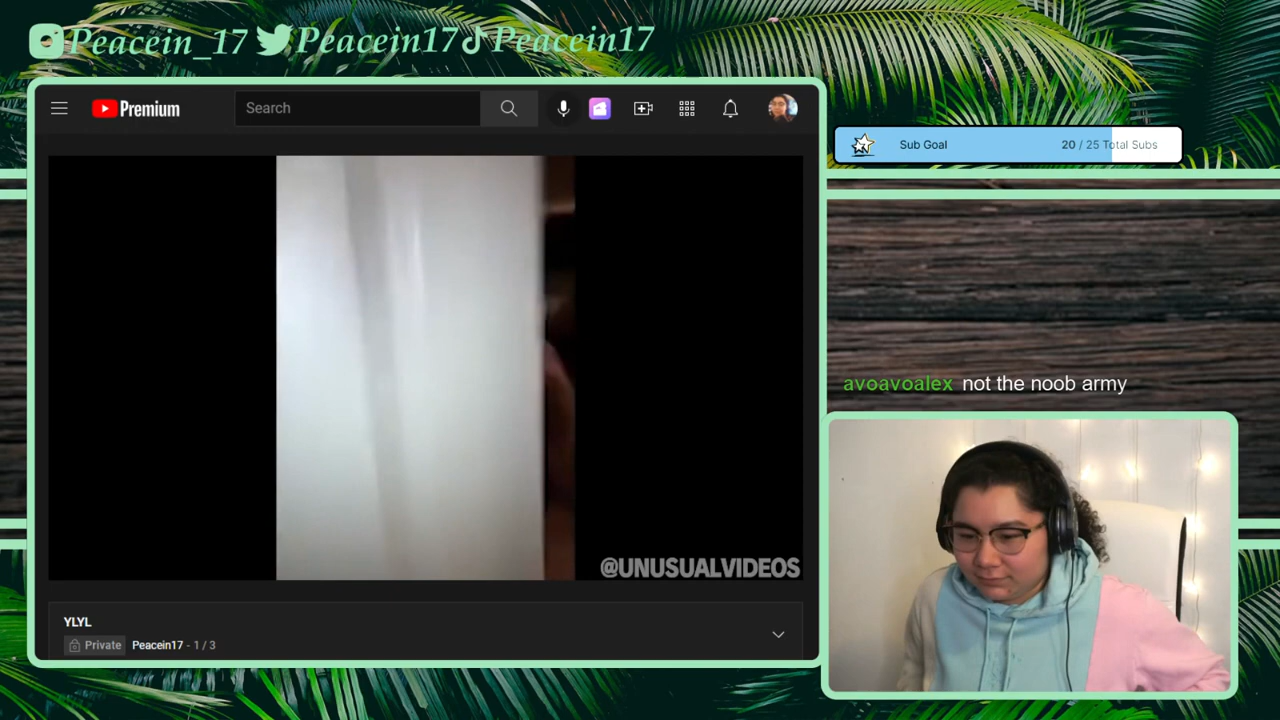 Peacein_17 Peacein17 Peacein17
Premium
Search
Sub Goal 20 / 25 Total Subs
avoavoalex not the noob army
@UNUSUALVIDEOS
YLYL
Private Peacein17 - 1 / 3